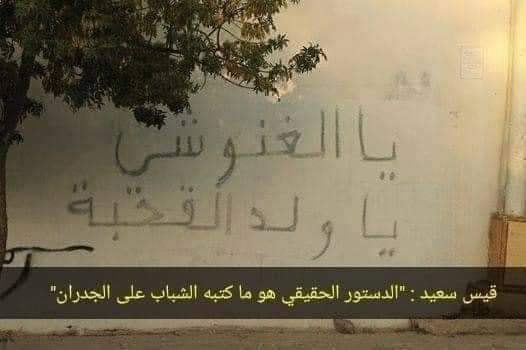 يا الغنوشي
يا ولد القحبة
قيس سعيد : "الدستور الحقيقي هو ما كتبه الشباب على الجدران"